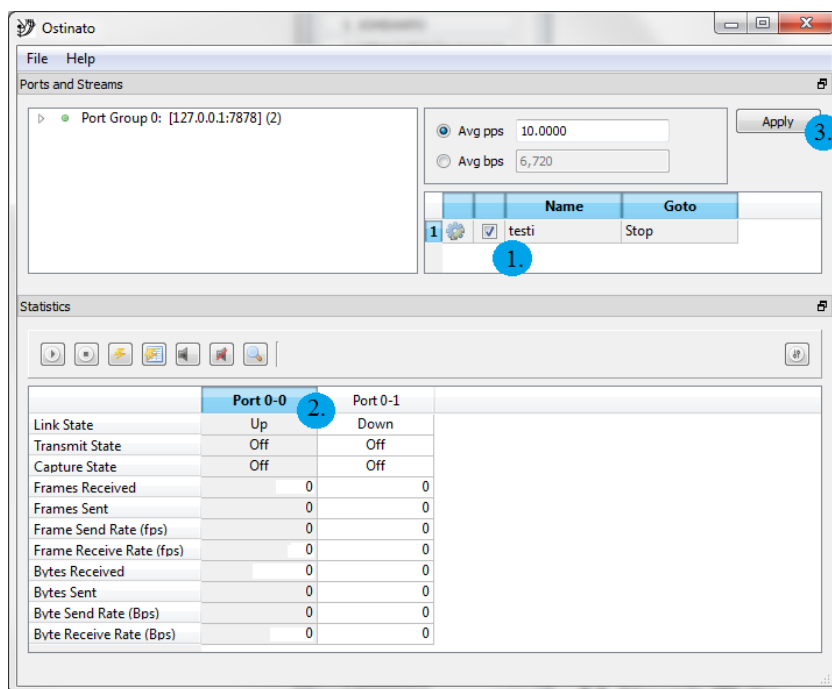 Ostinato
File Help
Ports and Streams
Port Group 0: [127.0.0.1:7878] (2)
Avg pps 10.0000
Apply
3.
Avg bps 6,720
Name Goto
1 testi Stop
1.
Statistics
Port 0-0 Port 0-1
2.
Link State Up Down
Transmit State Off Off
Capture State Off Off
Frames Received 0 0
Frames Sent 0 0
Frame Send Rate (fps) 0 0
Frame Receive Rate (fps) 0 0
Bytes Received 0 0
Bytes Sent 0 0
Byte Send Rate (Bps) 0 0
Byte Receive Rate (Bps) 0 0